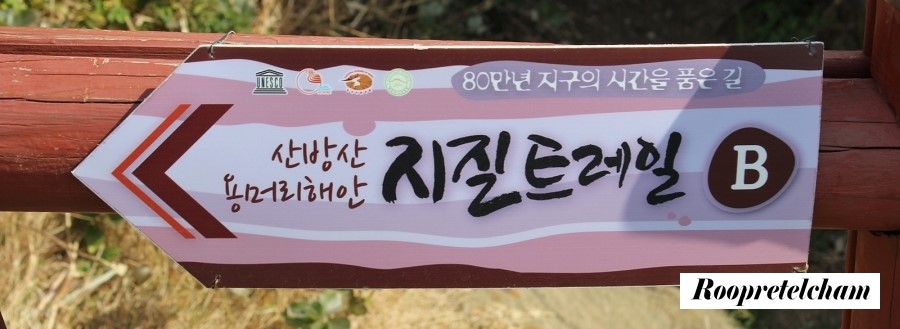 UNESCO
80만년 지구의 시간을 품은 길
산방산
용머리해안
지질트레일
B
Roopretelcham